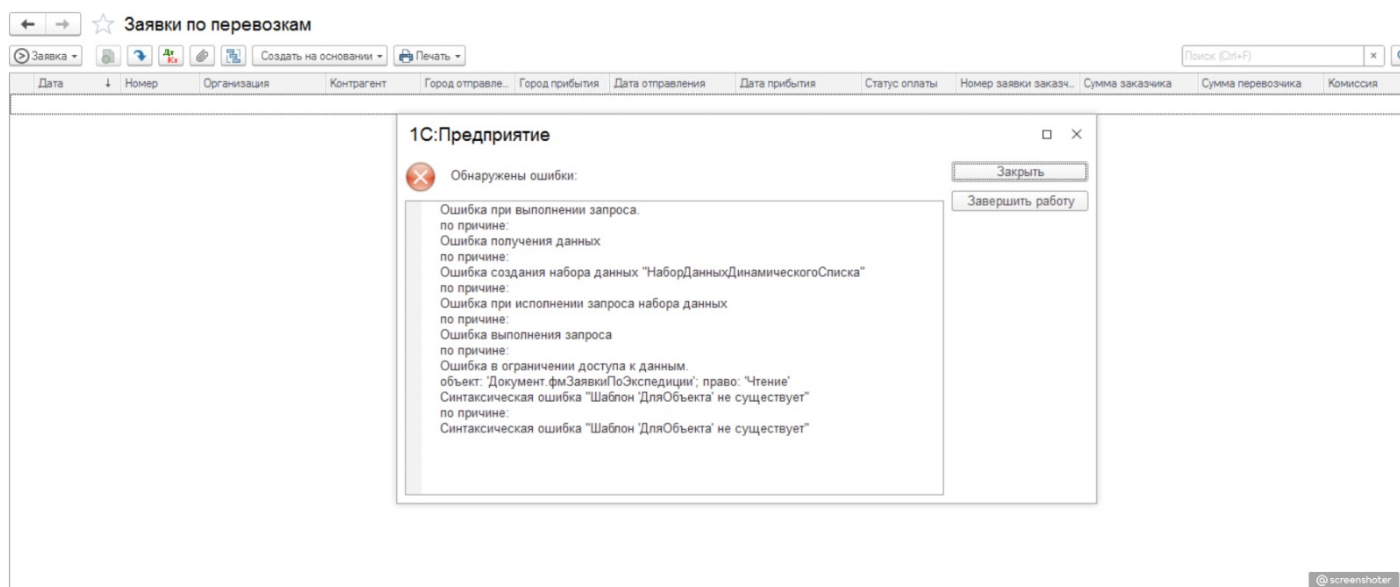 Заявки по перевозкам
Заявка
Создать на основании
Печать
Поиск (Ctrl+F)
Дата ↓ Номер Организация Контрагент Город отправле... Город прибытия Дата отправления Дата прибытия Статус оплаты Номер заявки заказч... Сумма заказчика Сумма перевозчика Комиссия
1С:Предприятие
Обнаружены ошибки:
Закрыть
Завершить работу
Ошибка при выполнении запроса.
по причине:
Ошибка получения данных
по причине:
Ошибка создания набора данных "НаборДанныхДинамическогоСписка"
по причине:
Ошибка при исполнении запроса набора данных
по причине:
Ошибка выполнения запроса
по причине:
Ошибка в ограничении доступа к данным.
объект: 'Документ.фмЗаявкиПоЭкспедиции'; право: 'Чтение'
Синтаксическая ошибка "Шаблон 'ДляОбъекта' не существует"
по причине:
Синтаксическая ошибка "Шаблон 'ДляОбъекта' не существует"
@screenshoter